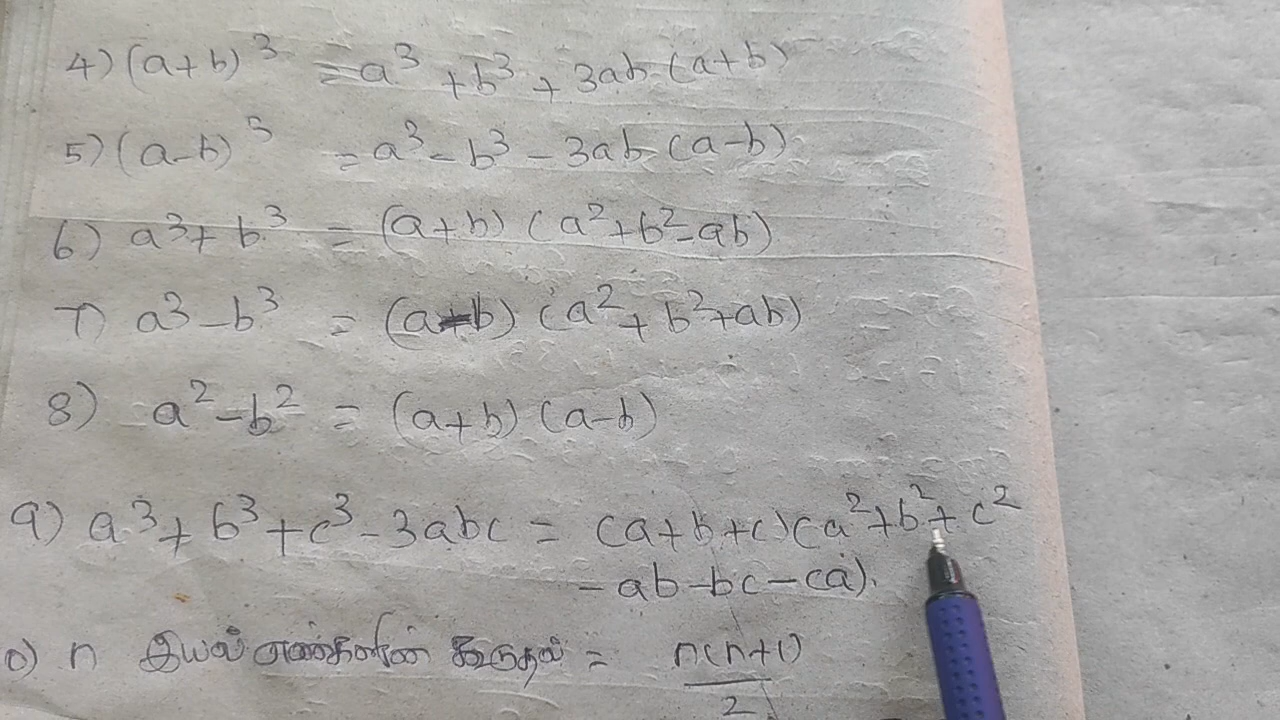 4) (a+b)³ = a³ + b³ + 3ab (a+b)
5) (a-b)³ = a³ - b³ - 3ab (a-b)
6) a³ + b³ = (a+b) (a²+b²-ab)
7) a³ - b³ = (a-b) (a² + b²+ab)
8) a² - b² = (a+b) (a-b)
9) a³ + b³ + c³ - 3abc = (a+b+c) (a²+b²+c²
- ab - bc - ca).
0) n இயல் எண்களின் கூடுதல் = n(n+1)
2